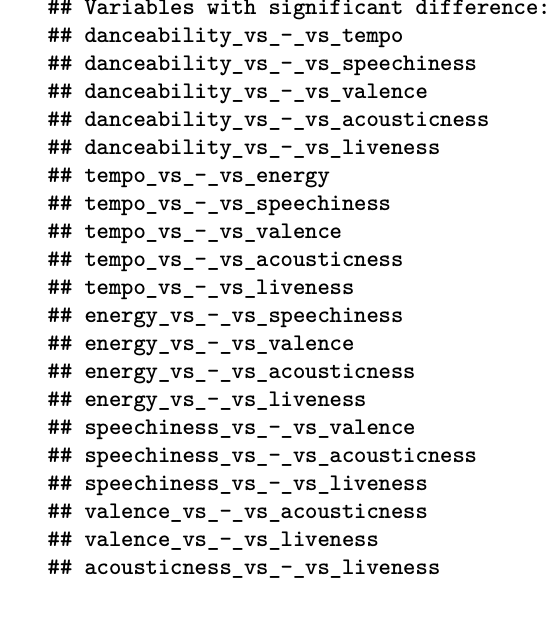 ## Variables with significant difference:
## danceability_vs_-_vs_tempo
## danceability_vs_-_vs_speechiness
## danceability_vs_-_vs_valence
## danceability_vs_-_vs_acousticness
## danceability_vs_-_vs_liveness
## tempo_vs_-_vs_energy
## tempo_vs_-_vs_speechiness
## tempo_vs_-_vs_valence
## tempo_vs_-_vs_acousticness
## tempo_vs_-_vs_liveness
## energy_vs_-_vs_speechiness
## energy_vs_-_vs_valence
## energy_vs_-_vs_acousticness
## energy_vs_-_vs_liveness
## speechiness_vs_-_vs_valence
## speechiness_vs_-_vs_acousticness
## speechiness_vs_-_vs_liveness
## valence_vs_-_vs_acousticness
## valence_vs_-_vs_liveness
## acousticness_vs_-_vs_liveness